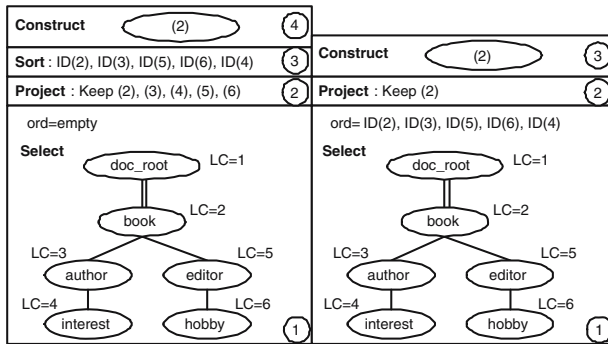 Construct (2) 4
Sort : ID(2), ID(3), ID(5), ID(6), ID(4) 3
Project : Keep (2), (3), (4), (5), (6) 2
ord=empty
Select
doc_root LC=1
book LC=2
LC=3 LC=5
author editor
LC=4 LC=6
interest hobby 1
Construct (2) 3
Project : Keep (2) 2
ord= ID(2), ID(3), ID(5), ID(6), ID(4)
Select
doc_root LC=1
book LC=2
LC=3 LC=5
author editor
LC=4 LC=6
interest hobby 1